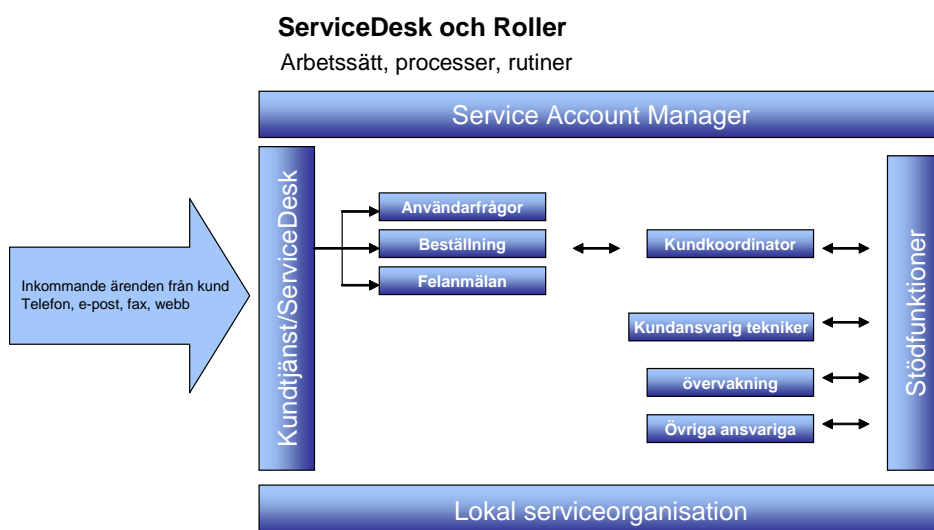 ServiceDesk och Roller
Arbetssätt, processer, rutiner
Service Account Manager
Inkommande ärenden från kund
Telefon, e-post, fax, webb
Kundtjänst/ServiceDesk
Användarfrågor
Beställning
Felanmälan
Kundkoordinator
Kundansvarig tekniker
övervakning
Övriga ansvariga
Stödfunktioner
Lokal serviceorganisation